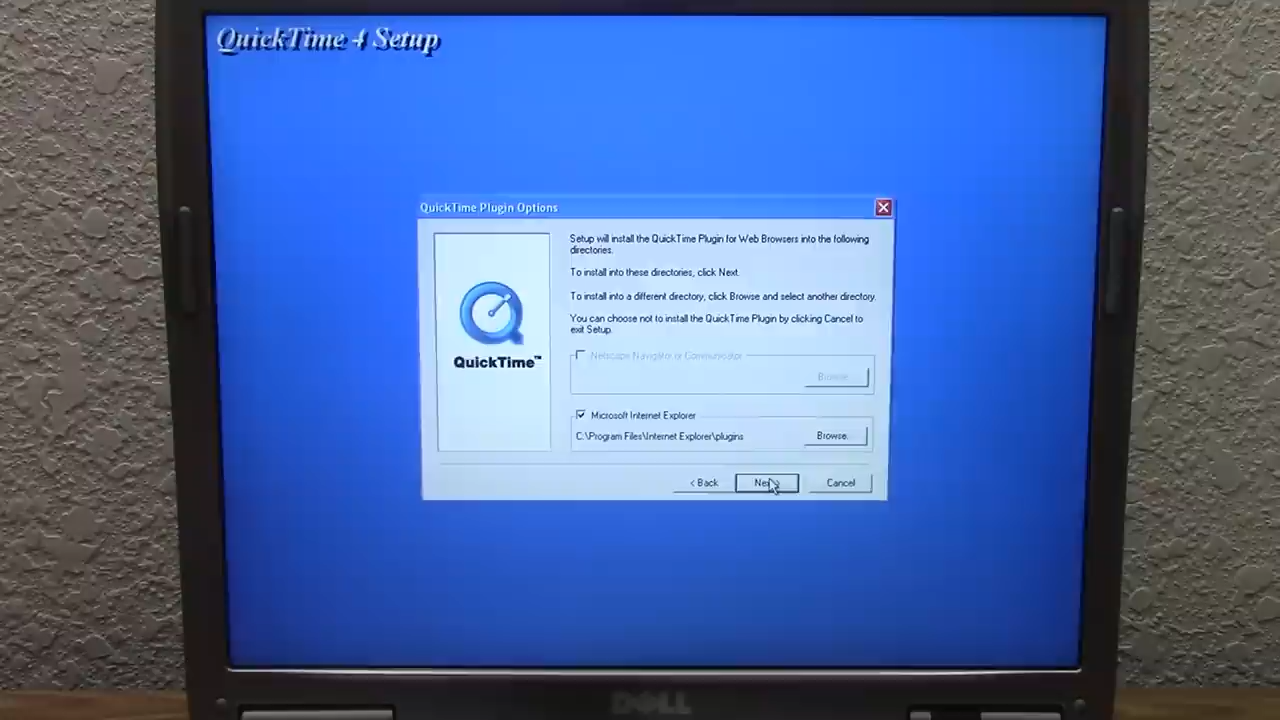 QuickTime 4 Setup
QuickTime Plugin Options
Setup will install the QuickTime Plugin for Web Browsers into the following
directories.
To install into these directories, click Next.
To install into a different directory, click Browse and select another directory.
You can choose not to install the QuickTime Plugin by clicking Cancel to
exit Setup.
QuickTime™
Netscape Navigator or Communicator
Browse...
Microsoft Internet Explorer
C:\Program Files\Internet Explorer\plugins
Browse...
< Back
Next >
Cancel
DELL